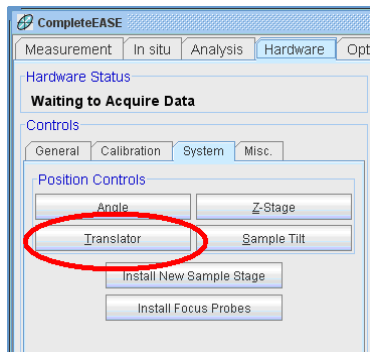 CompleteEASE
Measurement In situ Analysis Hardware Opt
Hardware Status
Waiting to Acquire Data
Controls
General Calibration System Misc.
Position Controls
Angle Z-Stage
Translator Sample Tilt
Install New Sample Stage
Install Focus Probes